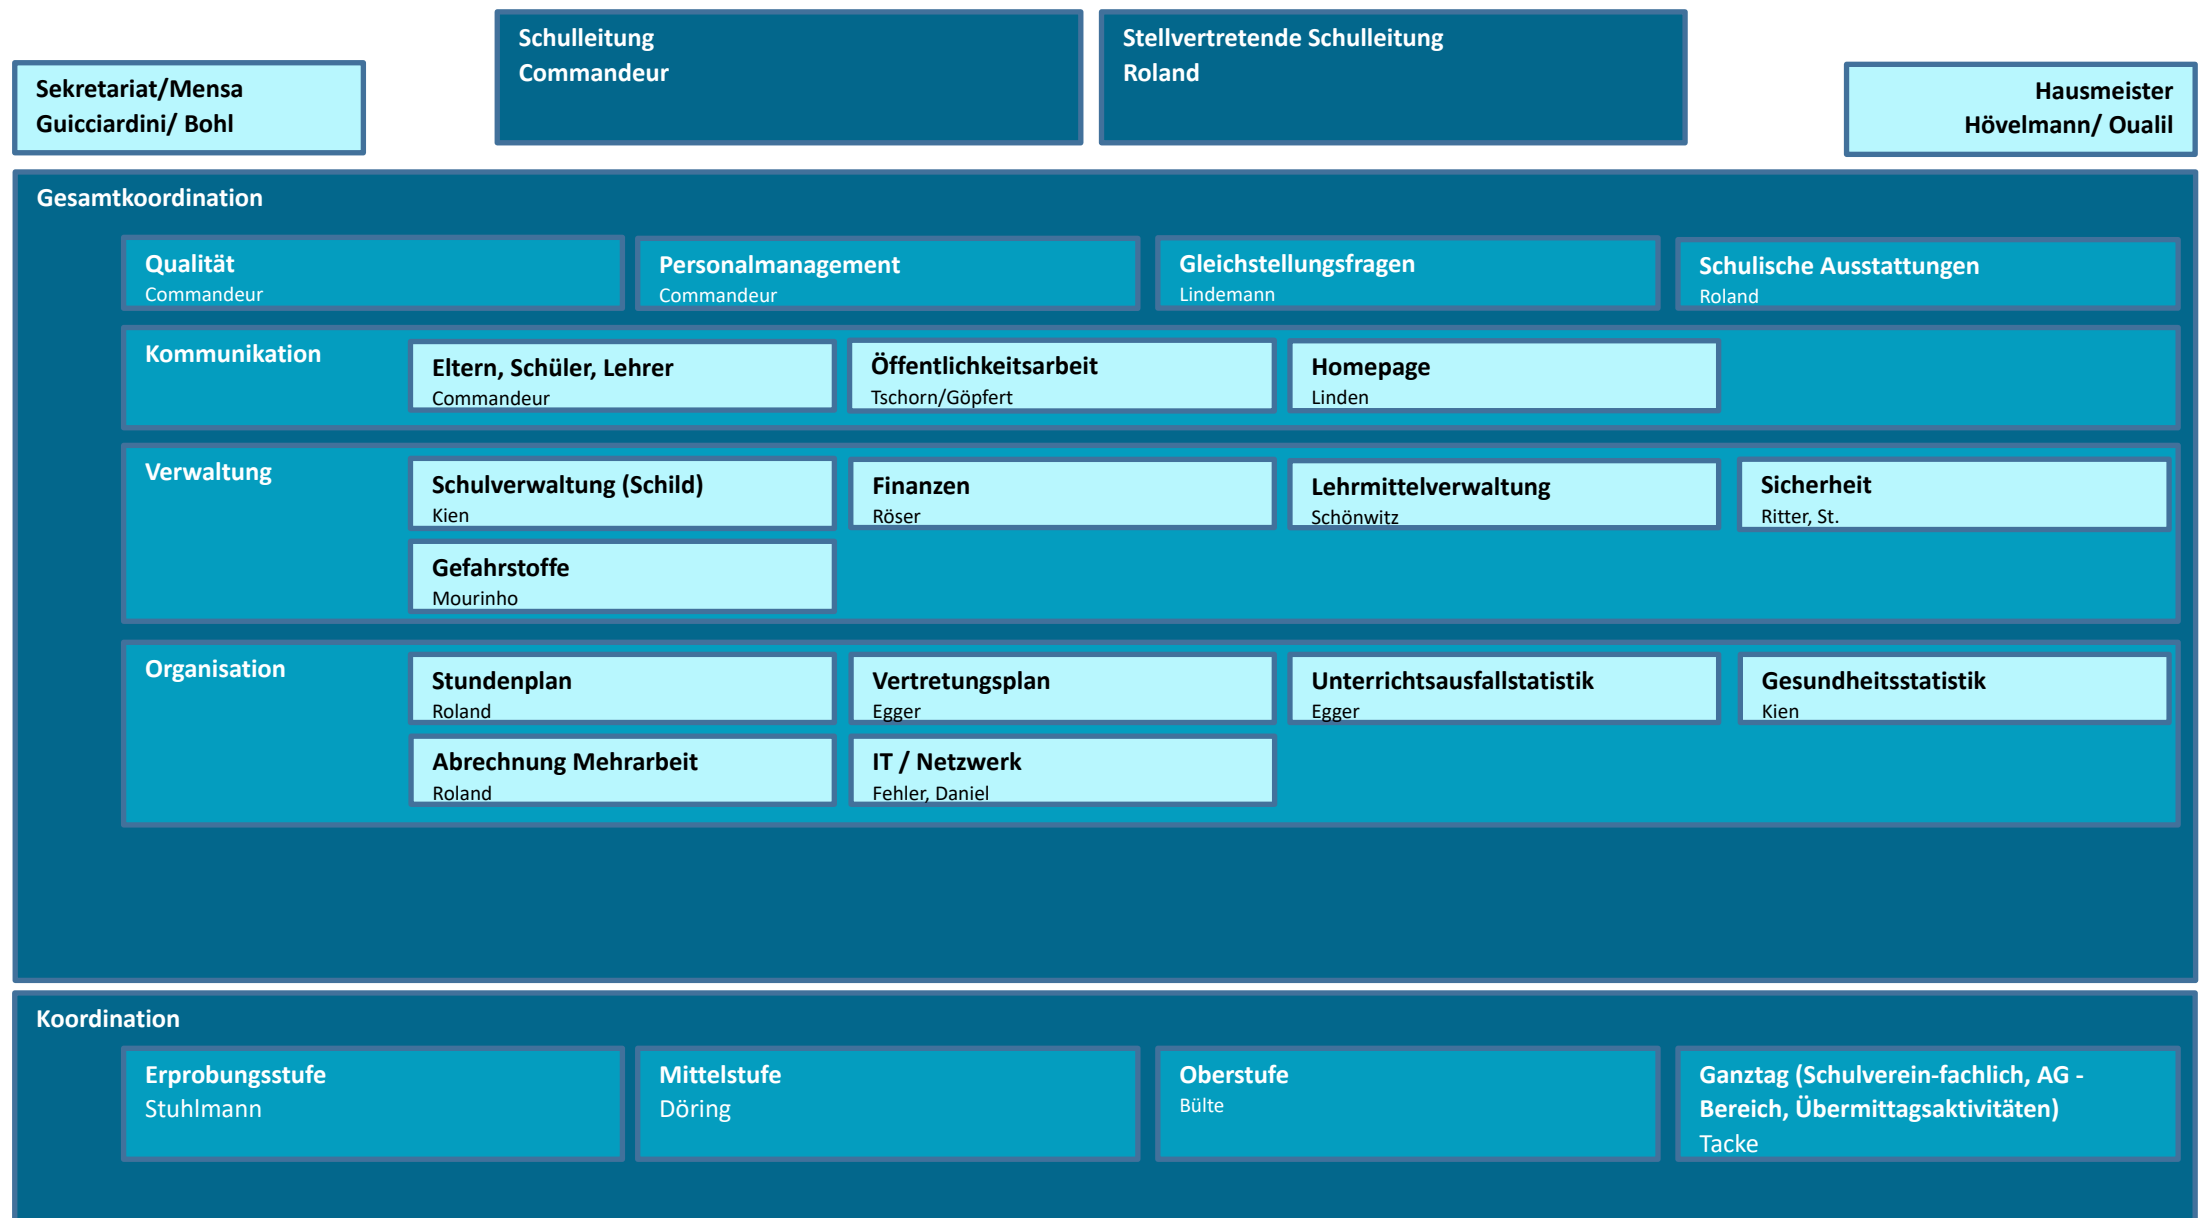 Schulleitung
Commandeur
Stellvertretende Schulleitung
Roland
Sekretariat/Mensa
Guicciardini/ Bohl
Hausmeister
Hövelmann/ Oualil
Gesamtkoordination
Qualität
Commandeur
Personalmanagement
Commandeur
Gleichstellungsfragen
Lindemann
Schulische Ausstattungen
Roland
Kommunikation
Eltern, Schüler, Lehrer
Commandeur
Öffentlichkeitsarbeit
Tschorn/Göpfert
Homepage
Linden
Verwaltung
Schulverwaltung (Schild)
Kien
Finanzen
Röser
Lehrmittelverwaltung
Schönwitz
Sicherheit
Ritter, St.
Gefahrstoffe
Mourinho
Organisation
Stundenplan
Roland
Vertretungsplan
Egger
Unterrichtsausfallstatistik
Egger
Gesundheitsstatistik
Kien
Abrechnung Mehrarbeit
Roland
IT / Netzwerk
Fehler, Daniel
Koordination
Erprobungsstufe
Stuhlmann
Mittelstufe
Döring
Oberstufe
Bülte
Ganztag (Schulverein-fachlich, AG -
Bereich, Übermittagsaktivitäten)
Tacke